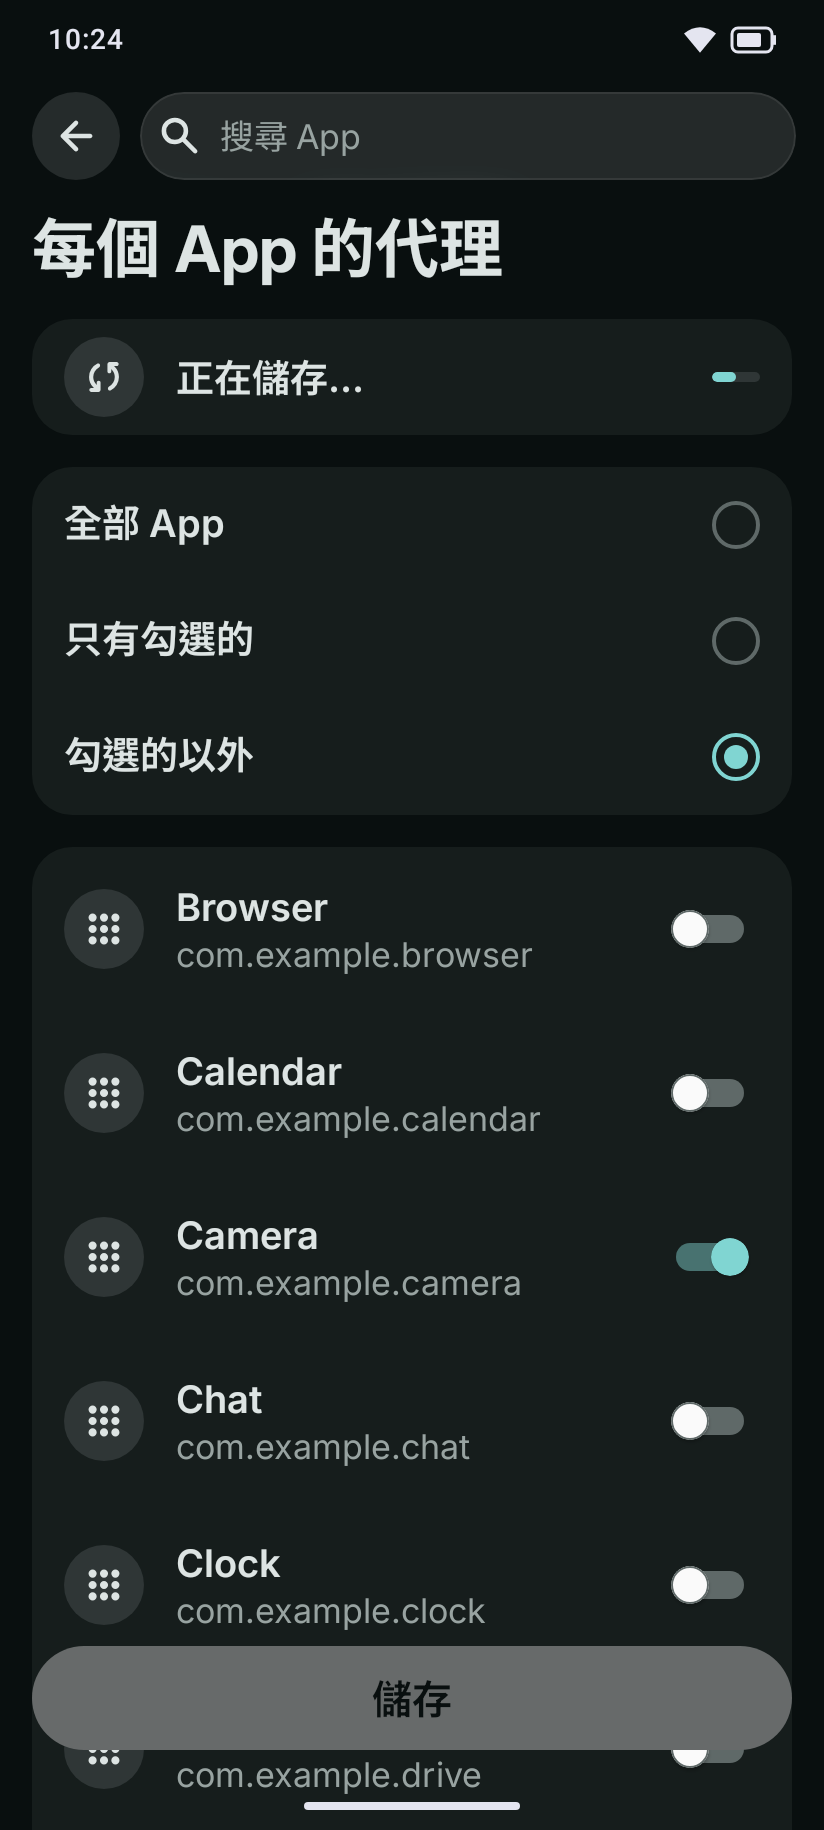 10:24
搜尋 App
每個 App 的代理
正在儲存...
全部 App
只有勾選的
勾選的以外
Browser
com.example.browser
Calendar
com.example.calendar
Camera
com.example.camera
Chat
com.example.chat
Clock
com.example.clock
儲存
com.example.drive